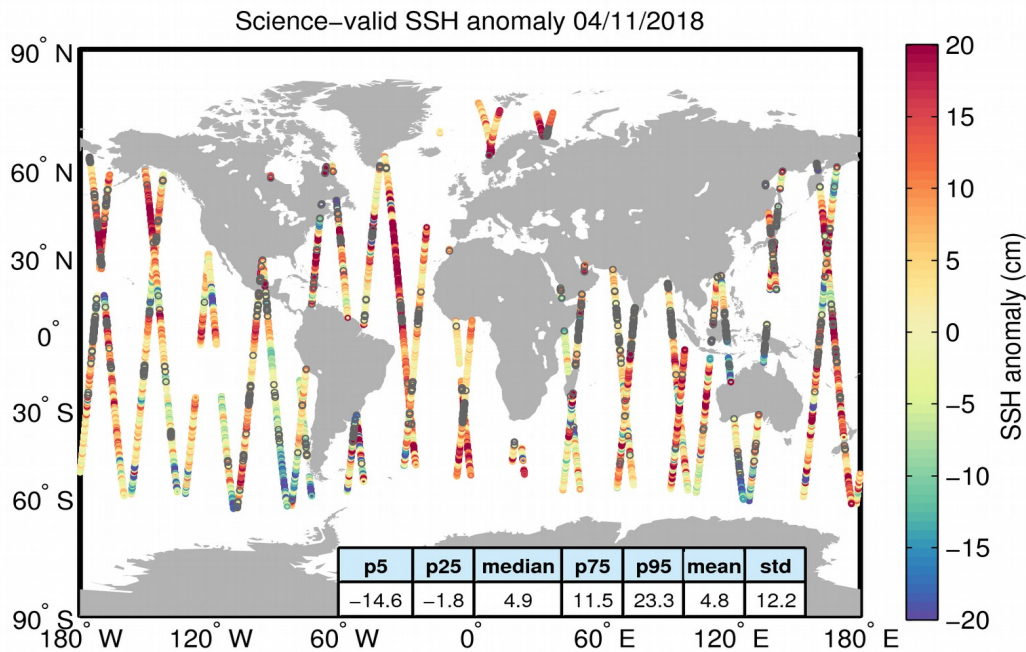 Science−valid SSH anomaly 04/11/2018
90° N
60° N
30° N
0°
30° S
60° S
90° S
180° W
120° W
60° W
0°
60° E
120° E
180° E
p5 p25 median p75 p95 mean std
−14.6 −1.8 4.9 11.5 23.3 4.8 12.2
20
15
10
5
0
−5
−10
−15
−20
SSH anomaly (cm)